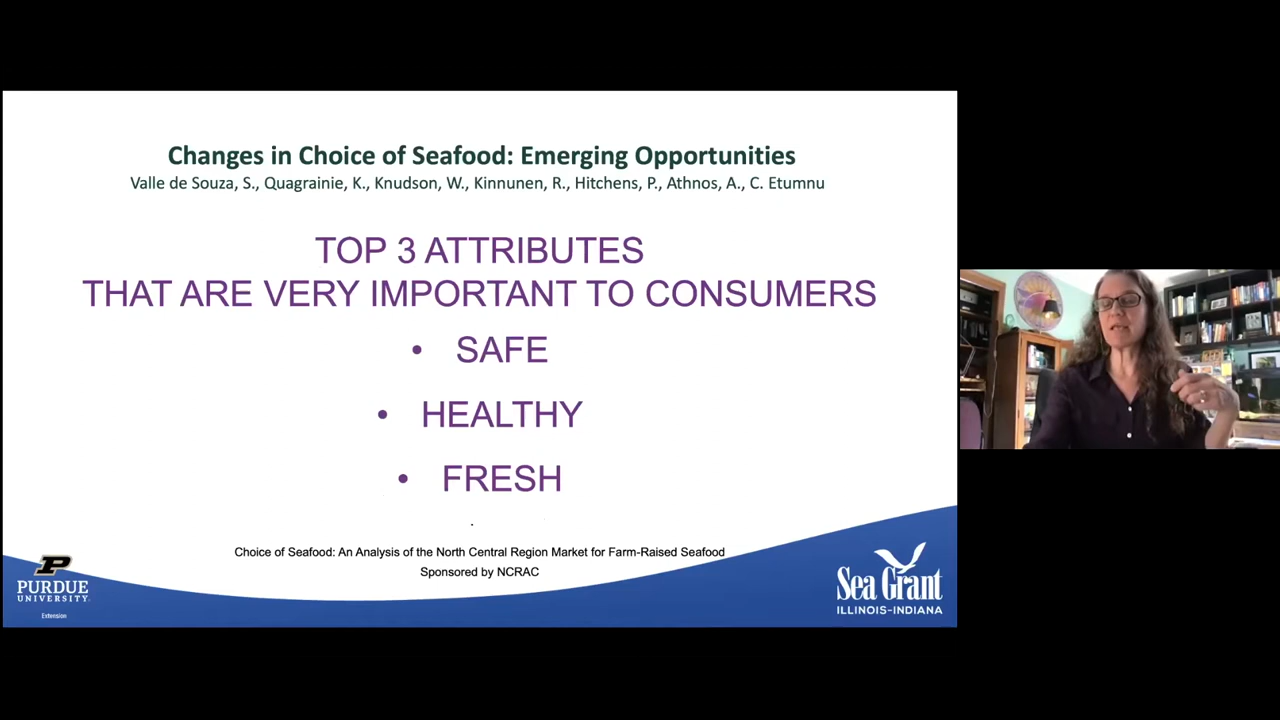 Changes in Choice of Seafood: Emerging Opportunities
Valle de Souza, S., Quagrainie, K., Knudson, W., Kinnunen, R., Hitchens, P., Athnos, A., C. Etumnu
TOP 3 ATTRIBUTES
THAT ARE VERY IMPORTANT TO CONSUMERS
• SAFE
• HEALTHY
• FRESH
.
Choice of Seafood: An Analysis of the North Central Region Market for Farm-Raised Seafood
Sponsored by NCRAC
P
PURDUE
UNIVERSITY
Extension
Sea Grant
ILLINOIS-INDIANA